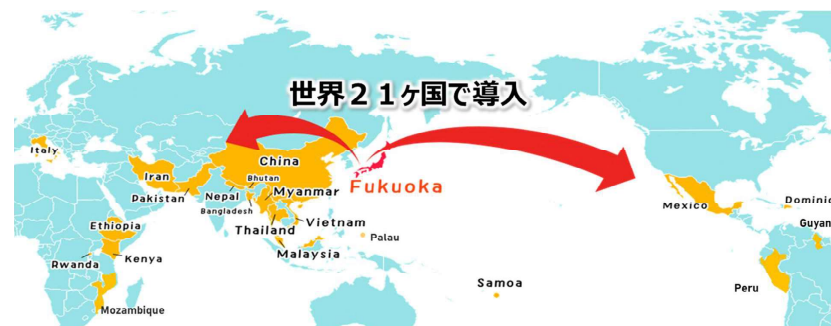 世界２１ヶ国で導入
Italy
China
Iran
Bhutan
Pakistan
Nepal
Myanmar
Fukuoka
Bangladesh
Mexico
Dominic
Ethiopia
Thailand
Vietnam
Guyan
Palau
Rwanda
Kenya
Malaysia
Samoa
Peru
Mozambique